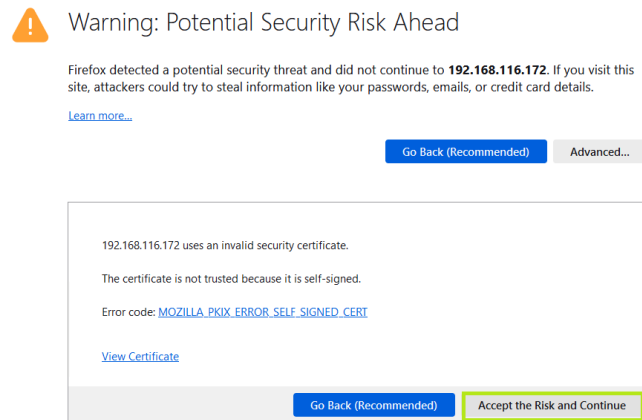 Warning: Potential Security Risk Ahead
Firefox detected a potential security threat and did not continue to 192.168.116.172. If you visit this
site, attackers could try to steal information like your passwords, emails, or credit card details.
Learn more...
Go Back (Recommended) Advanced...
192.168.116.172 uses an invalid security certificate.
The certificate is not trusted because it is self-signed.
Error code: MOZILLA_PKIX_ERROR_SELF_SIGNED_CERT
View Certificate
Go Back (Recommended) Accept the Risk and Continue